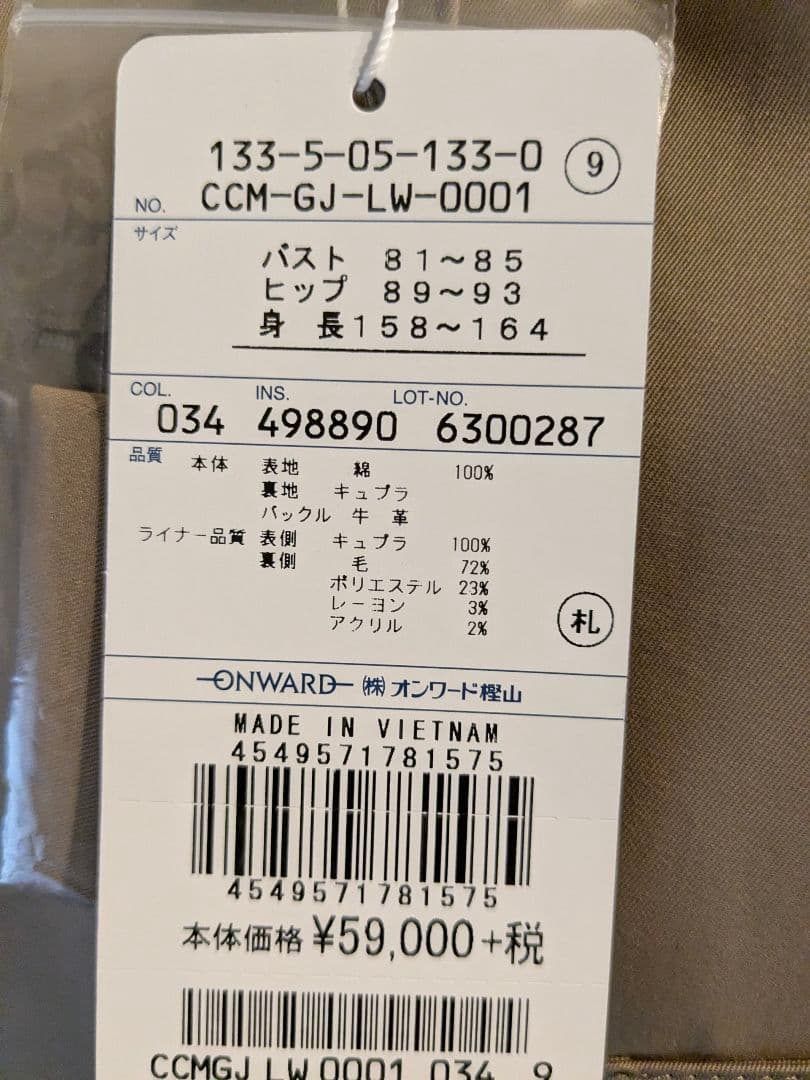 133-5-05-133-0 9
NO. CCM-GJ-LW-0001
サイズ
バスト 81~85
ヒップ 89~93
身 長158~164
COL. INS. LOT-NO.
034 498890 6300287
品質 本体 表地 綿 100%
裏地 キュプラ
バックル 牛 革
ライナー品質 表側 キュプラ 100%
裏側 毛 72%
ポリエステル 23%
レーヨン 3%
アクリル 2%
札
ONWARD ㈱オンワード樫山
MADE IN VIETNAM
4549571781575
4549571781575
本体価格 ¥59,000+税
CCMGJ LW 0001 034 9